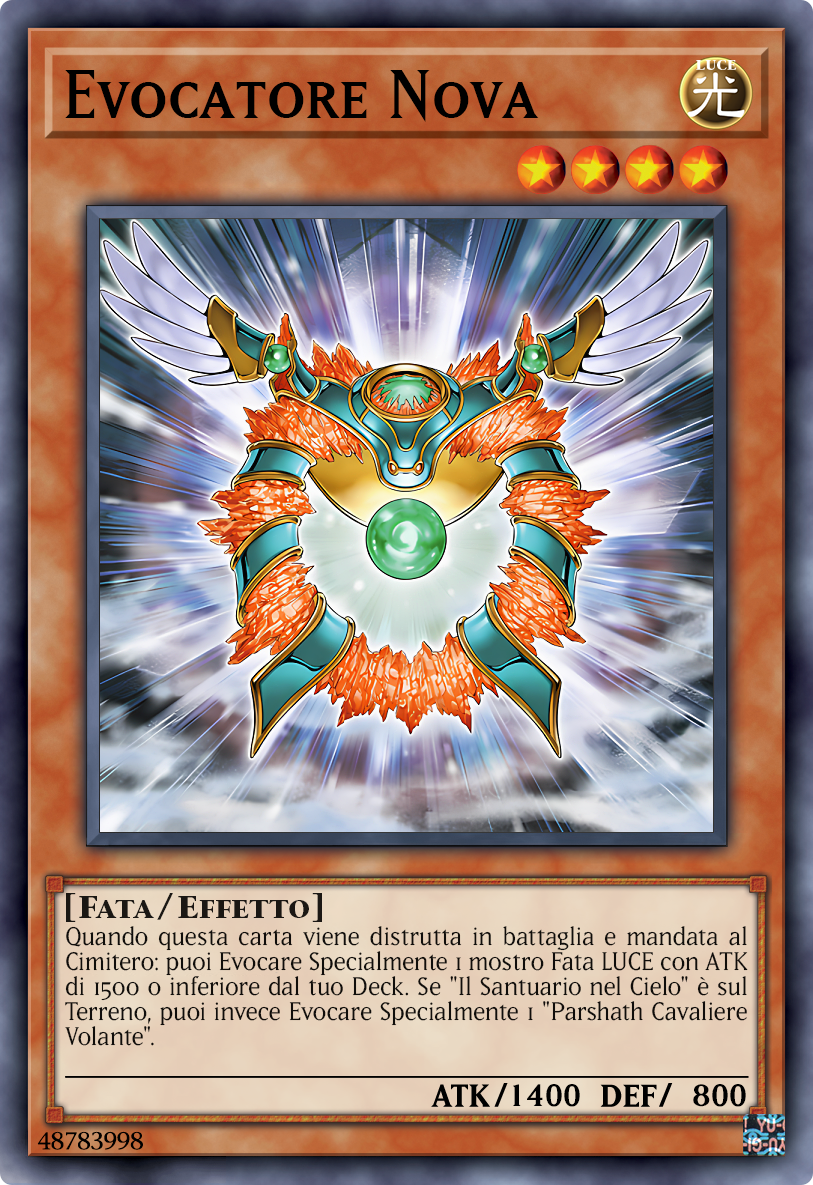 Evocatore Nova
LUCE
光
[Fata/Effetto]
Quando questa carta viene distrutta in battaglia e mandata al
Cimitero: puoi Evocare Specialmente 1 mostro Fata LUCE con ATK
di 1500 o inferiore dal tuo Deck. Se "Il Santuario nel Cielo" è sul
Terreno, puoi invece Evocare Specialmente 1 "Parshath Cavaliere
Volante".
ATK/1400 DEF/ 800
48783998